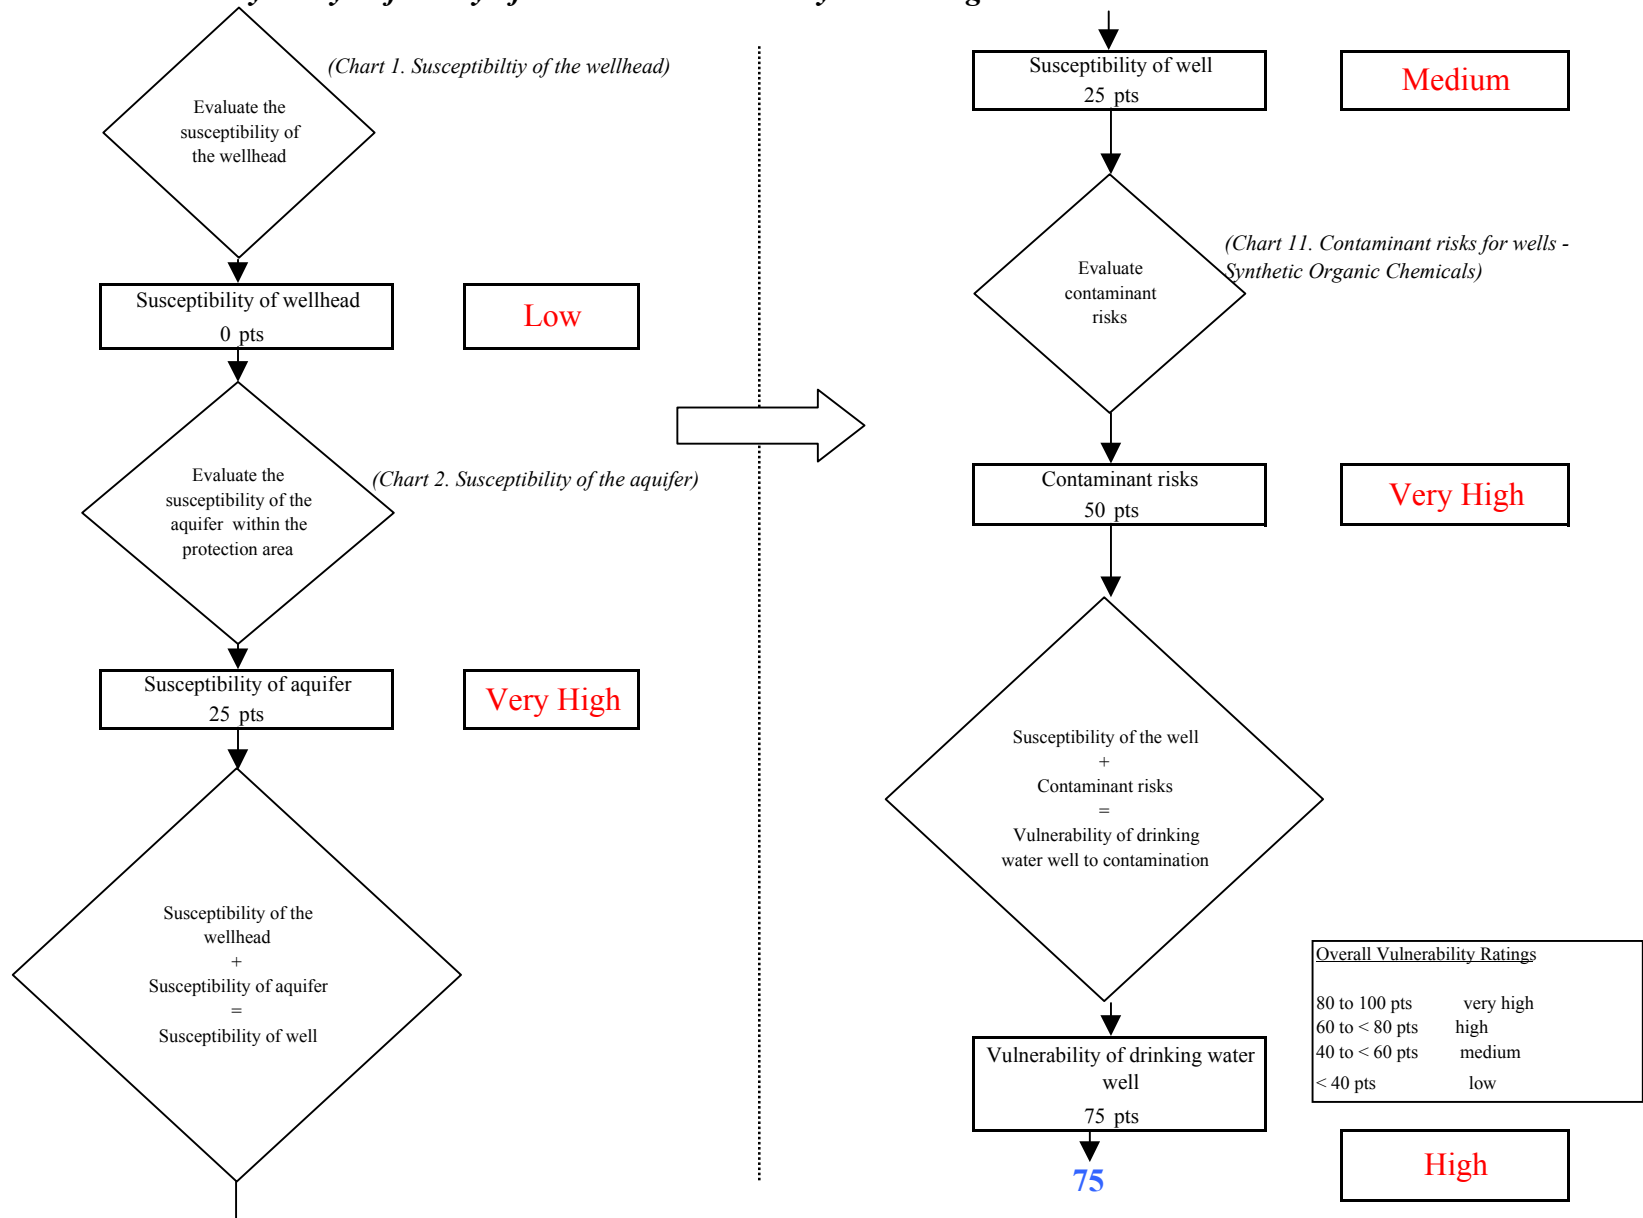 (Chart 1. Susceptibiltiy of the wellhead)
Evaluate the
susceptibility of
the wellhead
Susceptibility of wellhead
0 pts
Low
(Chart 2. Susceptibility of the aquifer)
Evaluate the
susceptibility of the
aquifer within the
protection area
Susceptibility of aquifer
25 pts
Very High
Susceptibility of the
wellhead
+
Susceptibility of aquifer
=
Susceptibility of well
Susceptibility of well
25 pts
Medium
(Chart 11. Contaminant risks for wells -
Synthetic Organic Chemicals)
Evaluate
contaminant
risks
Contaminant risks
50 pts
Very High
Susceptibility of the well
+
Contaminant risks
=
Vulnerability of drinking
water well to contamination
Overall Vulnerability Ratings
80 to 100 pts very high
60 to < 80 pts high
40 to < 60 pts medium
< 40 pts low
Vulnerability of drinking water
well
75 pts
75
High